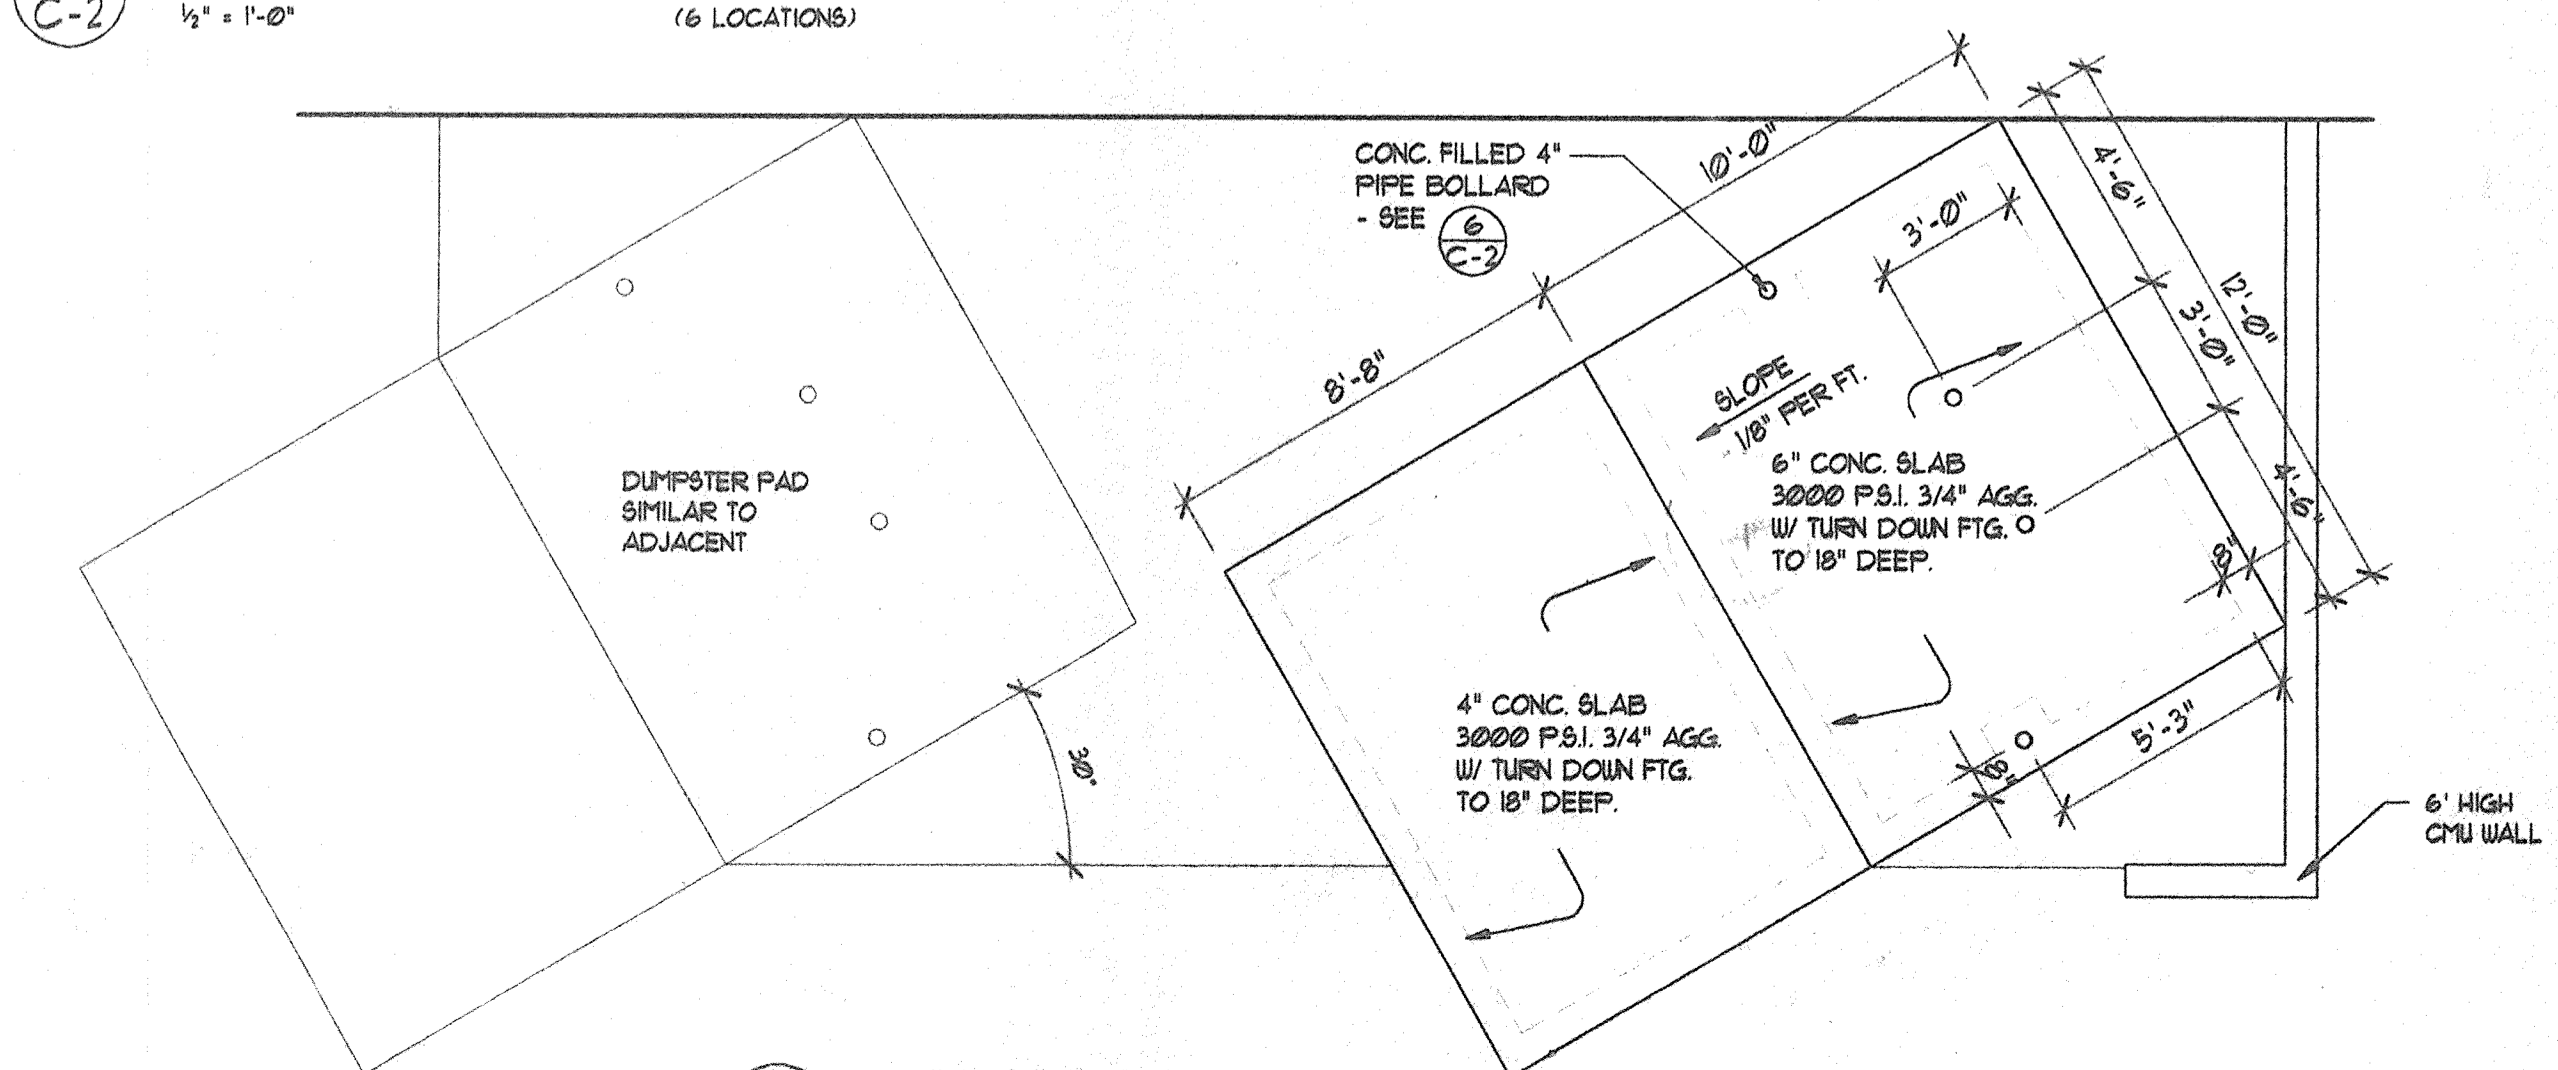 C-2
½" = 1'-0"
(6 LOCATIONS)
CONC. FILLED 4"
PIPE BOLLARD
- SEE
6
C-2
10'-0"
8'-8"
3'-0"
4'-6"
3'-0"
12'-0"
4'-6"
8"
SLOPE
1/8" PER FT.
6" CONC. SLAB
3000 P.S.I. 3/4" AGG.
W/ TURN DOWN FTG.
TO 18" DEEP.
DUMPSTER PAD
SIMILAR TO
ADJACENT
30°
4" CONC. SLAB
3000 P.S.I. 3/4" AGG.
W/ TURN DOWN FTG.
TO 18" DEEP.
8"
5'-3"
6' HIGH
CMU WALL